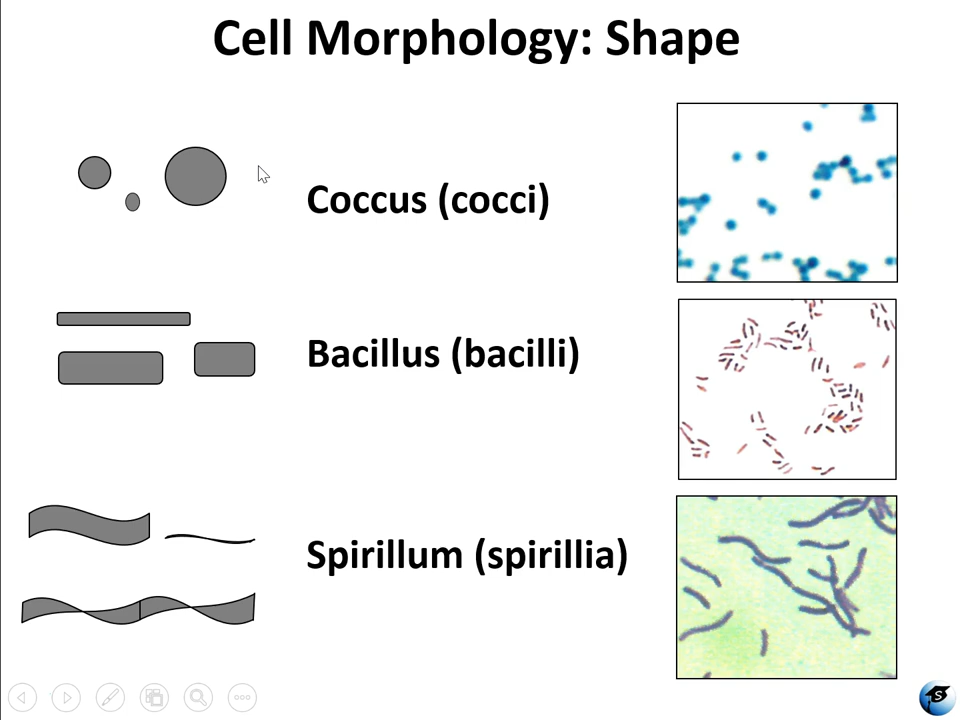 Cell Morphology: Shape
Coccus (cocci)
Bacillus (bacilli)
Spirillum (spirillia)
S